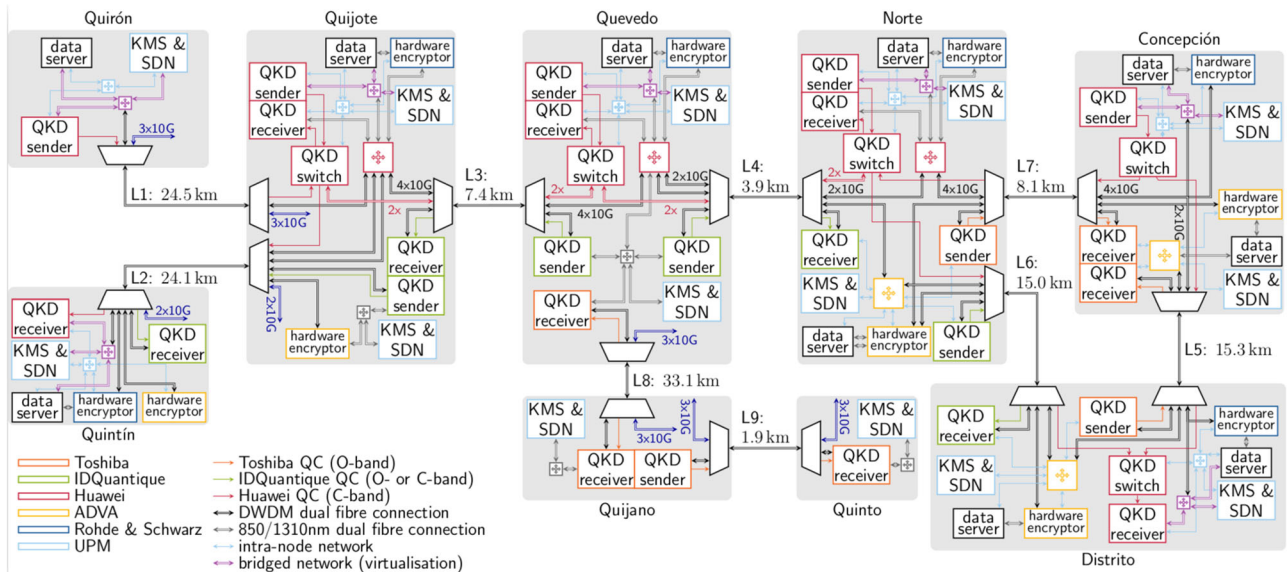 Quirón
data
server
KMS &
SDN
QKD
sender
3x10G
L1: 24.5 km
L2: 24.1 km
2x10G
QKD
receiver
QKD
receiver
KMS &
SDN
data
server
hardware
encryptor
hardware
encryptor
Quintín
Quijote
data
server
hardware
encryptor
QKD
sender
QKD
receiver
KMS &
SDN
QKD
switch
4x10G
2x
3x10G
2x10G
QKD
receiver
QKD
sender
hardware
encryptor
KMS &
SDN
L3:
7.4 km
Quevedo
data
server
hardware
encryptor
QKD
sender
QKD
receiver
KMS &
SDN
QKD
switch
2x
2x10G
4x10G
2x
QKD
sender
QKD
sender
KMS &
SDN
QKD
receiver
3x10G
L4:
3.9 km
L8: 33.1 km
KMS &
SDN
3x10G
3x10G
QKD
receiver
QKD
sender
Quijano
L9:
1.9 km
3x10G
KMS &
SDN
QKD
receiver
Quinto
Norte
data
server
hardware
encryptor
QKD
sender
QKD
receiver
KMS &
SDN
QKD
switch
2x
2x10G
4x10G
QKD
receiver
QKD
sender
KMS &
SDN
data
server
hardware
encryptor
QKD
sender
L7:
8.1 km
L6:
15.0 km
Concepción
data
server
hardware
encryptor
QKD
sender
KMS &
SDN
QKD
switch
4x10G
2x10G
hardware
encryptor
QKD
receiver
QKD
receiver
data
server
KMS &
SDN
L5: 15.3 km
QKD
receiver
QKD
sender
hardware
encryptor
KMS &
SDN
QKD
switch
data
server
KMS &
SDN
data
server
hardware
encryptor
QKD
receiver
Distrito
Toshiba
IDQuantique
Huawei
ADVA
Rohde & Schwarz
UPM
Toshiba QC (O-band)
IDQuantique QC (O- or C-band)
Huawei QC (C-band)
DWDM dual fibre connection
850/1310nm dual fibre connection
intra-node network
bridged network (virtualisation)